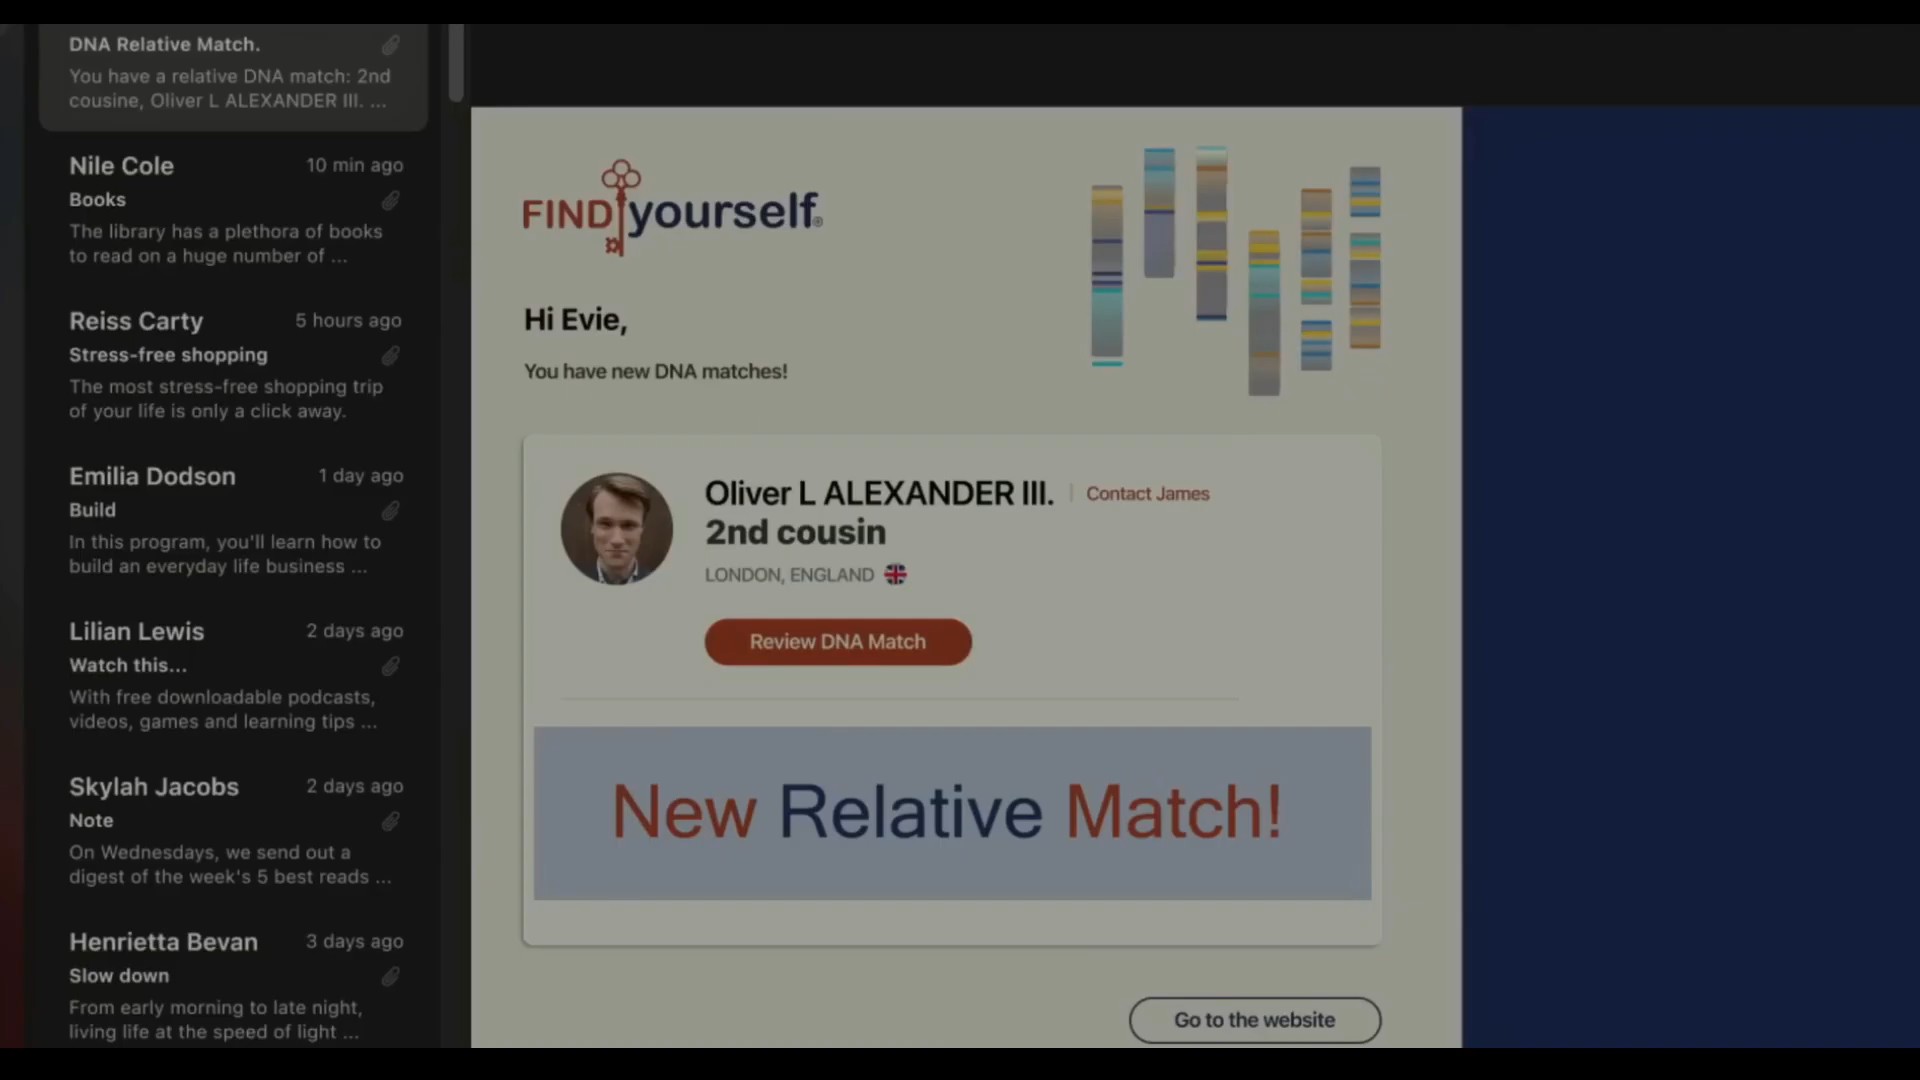 DNA Relative Match.
You have a relative DNA match: 2nd
cousine, Oliver L ALEXANDER III. ...
Nile Cole 10 min ago
Books
The library has a plethora of books
to read on a huge number of ...
Reiss Carty 5 hours ago
Stress-free shopping
The most stress-free shopping trip
of your life is only a click away.
Emilia Dodson 1 day ago
Build
In this program, you'll learn how to
build an everyday life business ...
Lilian Lewis 2 days ago
Watch this...
With free downloadable podcasts,
videos, games and learning tips ...
Skylah Jacobs 2 days ago
Note
On Wednesdays, we send out a
digest of the week's 5 best reads ...
Henrietta Bevan 3 days ago
Slow down
From early morning to late night,
living life at the speed of light ...
FIND yourself®
Hi Evie,
You have new DNA matches!
Oliver L ALEXANDER III. | Contact James
2nd cousin
LONDON, ENGLAND
Review DNA Match
New Relative Match!
Go to the website